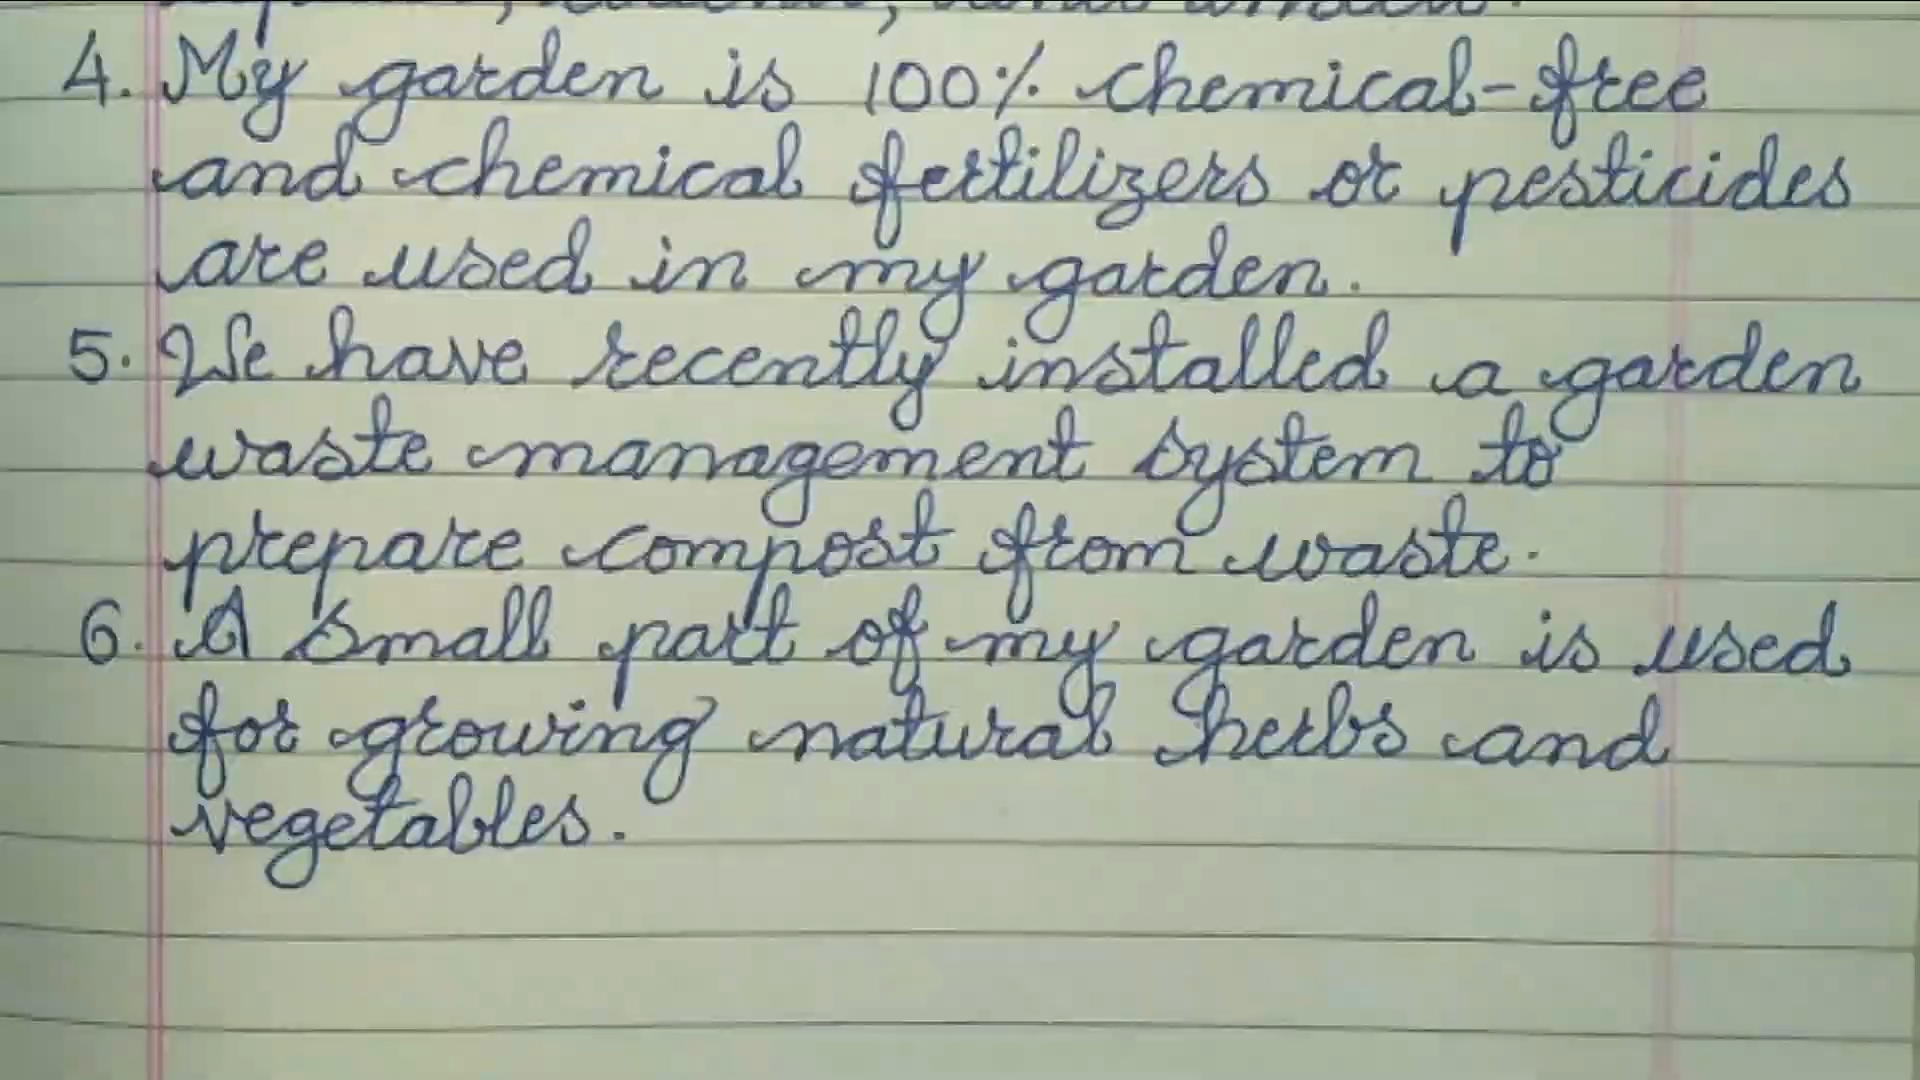 4. My garden is 100% chemical-free
and chemical fertilizers or pesticides
are used in my garden.
5. We have recently installed a garden
waste management system to
prepare compost from waste.
6. A small part of my garden is used
for growing natural herbs and
vegetables.